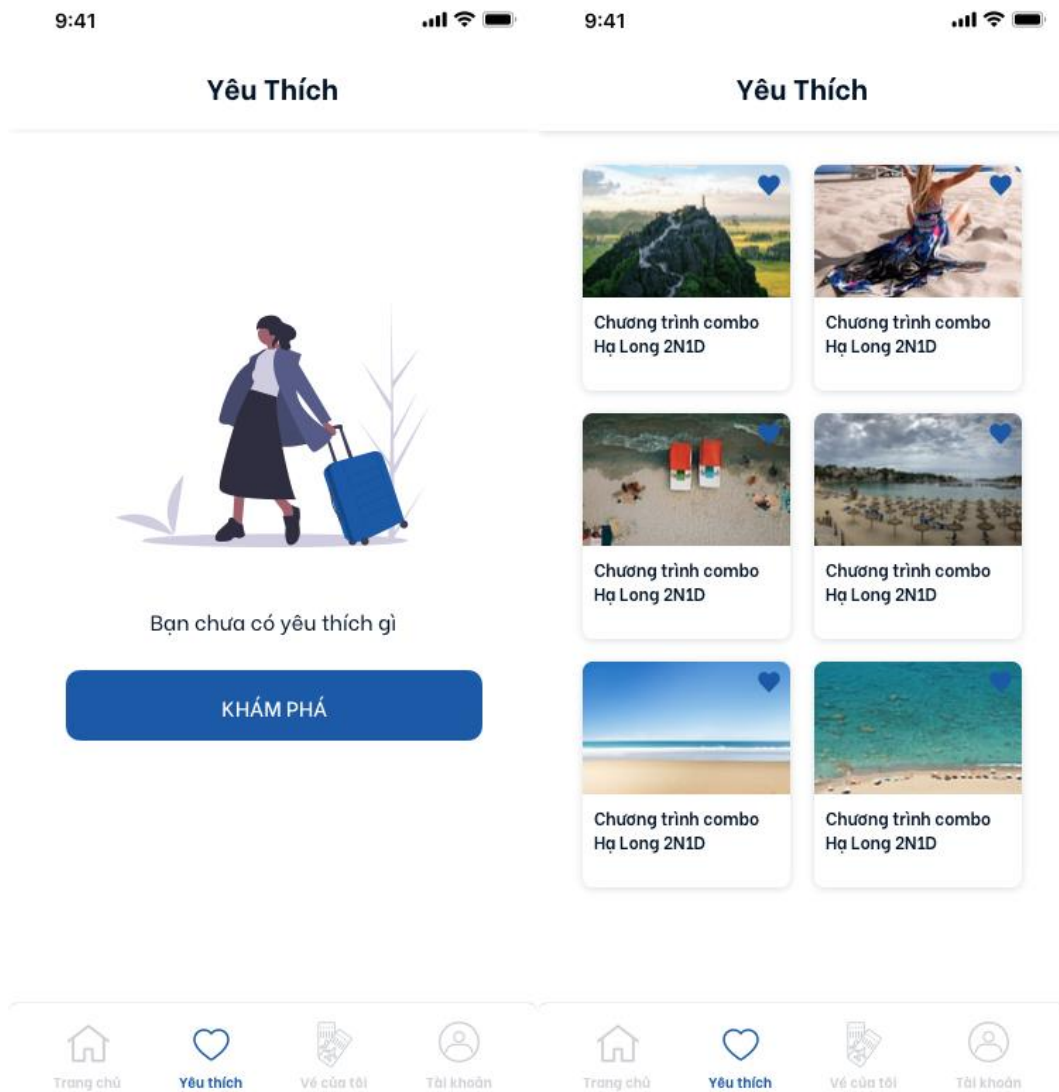 9:41
Yêu Thích
Bạn chưa có yêu thích gì
KHÁM PHÁ
Trang chủ
Yêu thích
Vé của tôi
Tài khoản
9:41
Yêu Thích
Chương trình combo
Hạ Long 2N1D
Chương trình combo
Hạ Long 2N1D
Chương trình combo
Hạ Long 2N1D
Chương trình combo
Hạ Long 2N1D
Chương trình combo
Hạ Long 2N1D
Chương trình combo
Hạ Long 2N1D
Trang chủ
Yêu thích
Vé của tôi
Tài khoản